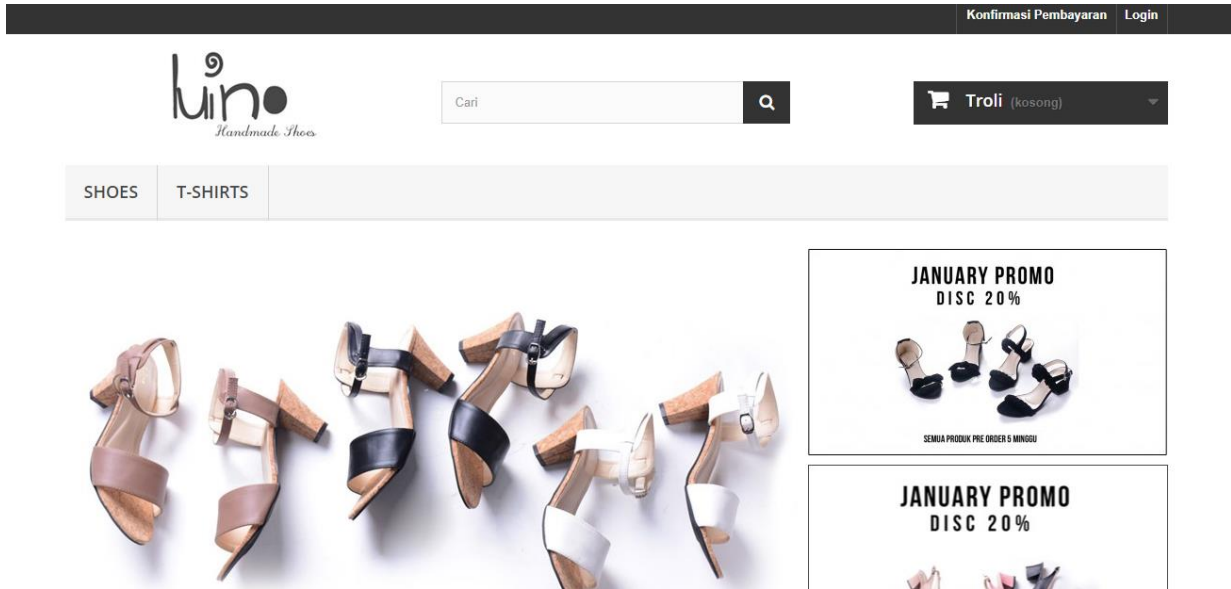 Konfirmasi Pembayaran Login
luino
Handmade Shoes
Cari
Troli (kosong)
SHOES T-SHIRTS
JANUARY PROMO
DISC 20%
SEMUA PRODUK PRE ORDER 5 MINGGU
JANUARY PROMO
DISC 20%